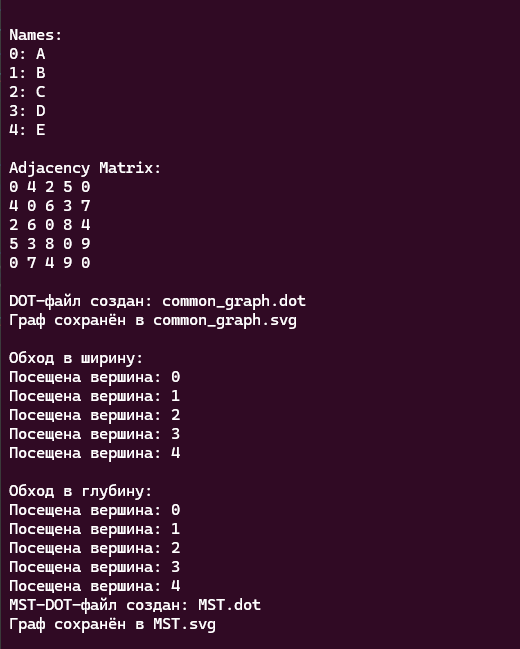 Names:
0: A
1: B
2: C
3: D
4: E
Adjacency Matrix:
0 4 2 5 0
4 0 6 3 7
2 6 0 8 4
5 3 8 0 9
0 7 4 9 0
DOT-файл создан: common_graph.dot
Граф сохранён в common_graph.svg
Обход в ширину:
Посещена вершина: 0
Посещена вершина: 1
Посещена вершина: 2
Посещена вершина: 3
Посещена вершина: 4
Обход в глубину:
Посещена вершина: 0
Посещена вершина: 1
Посещена вершина: 2
Посещена вершина: 3
Посещена вершина: 4
MST-DOT-файл создан: MST.dot
Граф сохранён в MST.svg